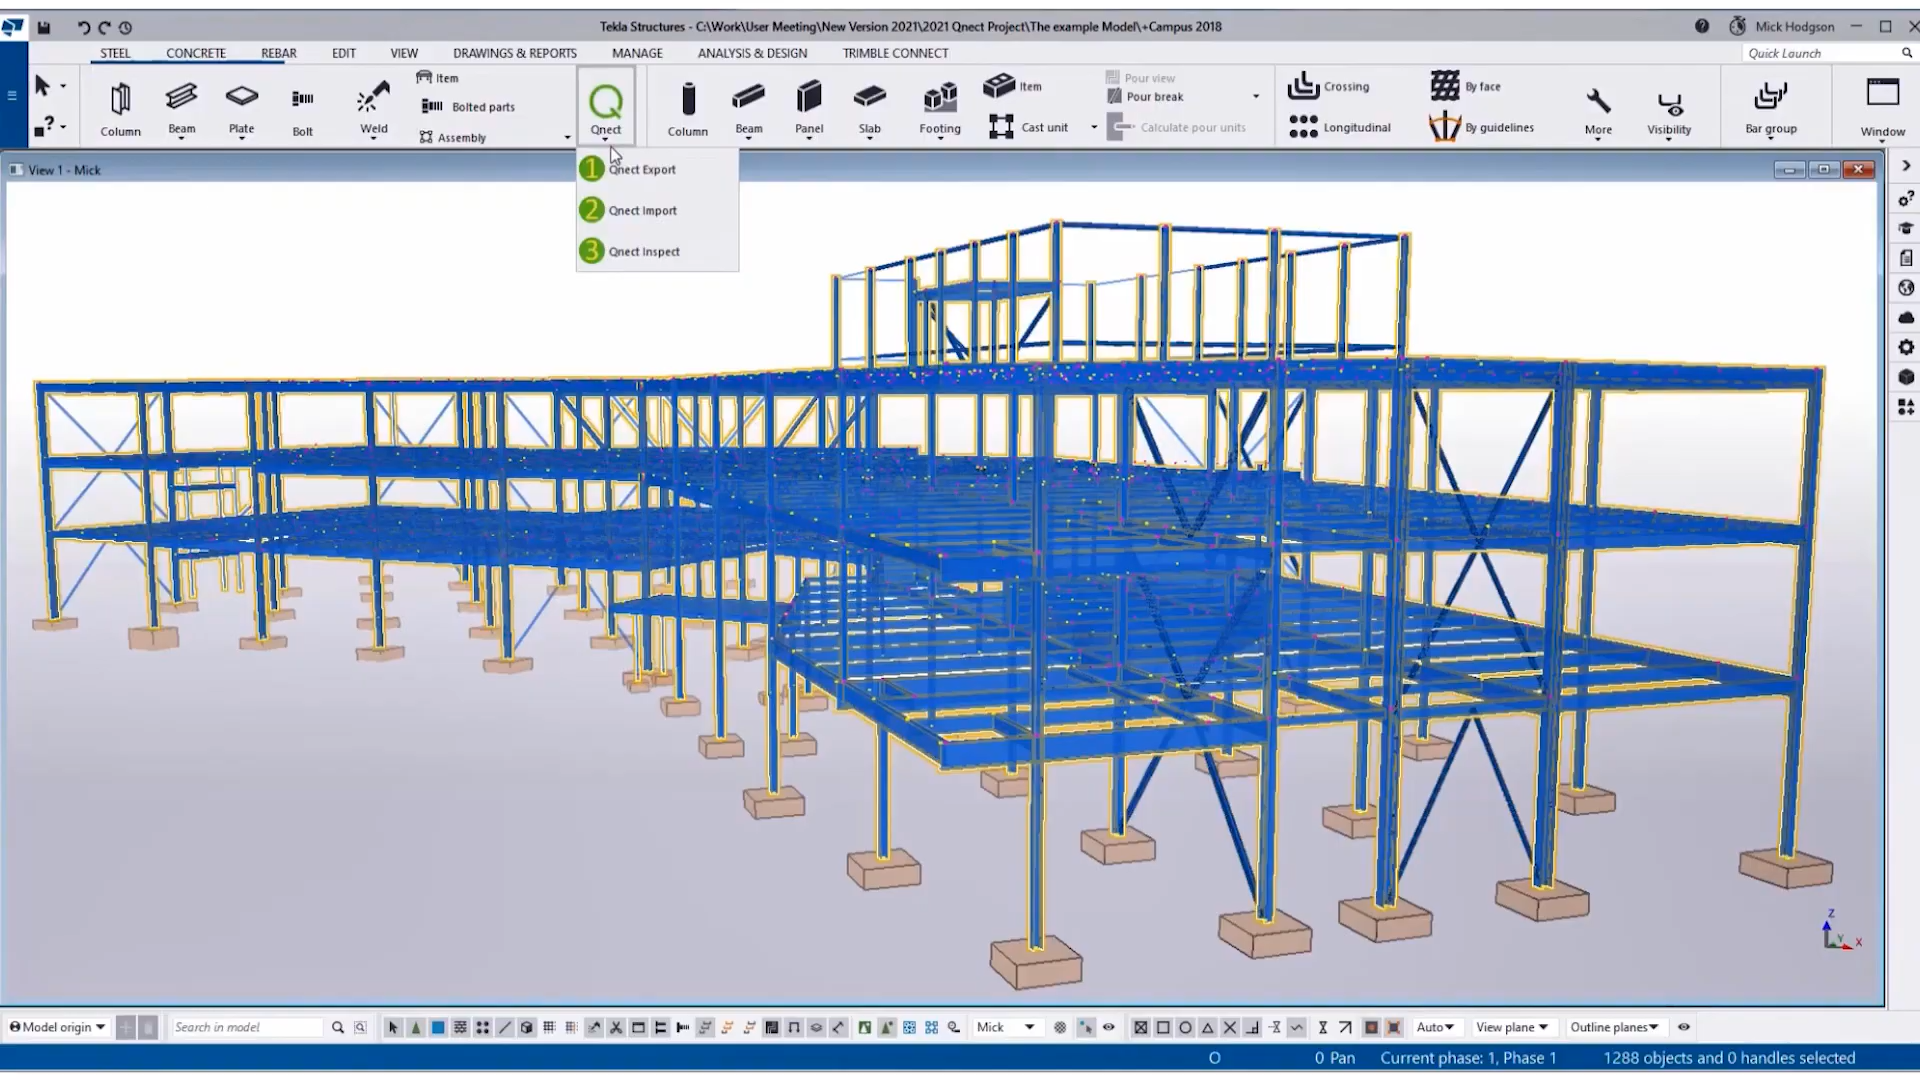 Tekla Structures - C:\Work\User Meeting\New Version 2021\2021 Qnect Project\The example Model\+Campus 2018
Mick Hodgson
STEEL CONCRETE REBAR EDIT VIEW DRAWINGS & REPORTS MANAGE ANALYSIS & DESIGN TRIMBLE CONNECT
Quick Launch
Column
Beam
Plate
Bolt
Weld
Item
Bolted parts
Assembly
Qnect
Column
Beam
Panel
Slab
Footing
Item
Cast unit
Pour view
Pour break
Calculate pour units
Crossing
Longitudinal
By face
By guidelines
More
Visibility
Bar group
Window
View 1 - Mick
1 Qnect Export
2 Qnect Import
3 Qnect Inspect
Z
Y
X
Model origin
Search in model
Mick
Auto
View plane
Outline planes
O
0 Pan
Current phase: 1, Phase 1
1288 objects and 0 handles selected